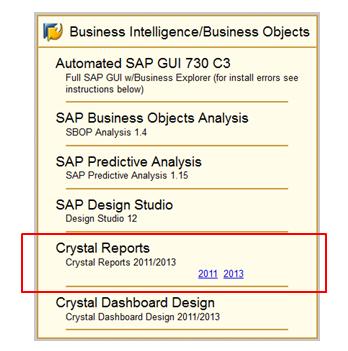 Business Intelligence/Business Objects
Automated SAP GUI 730 C3
Full SAP GUI w/Business Explorer (for install errors see
instructions below)
SAP Business Objects Analysis
SBOP Analysis 1.4
SAP Predictive Analysis
SAP Predictive Analysis 1.15
SAP Design Studio
Design Studio 12
Crystal Reports
Crystal Reports 2011/2013
2011 2013
Crystal Dashboard Design
Crystal Dashboard Design 2011/2013